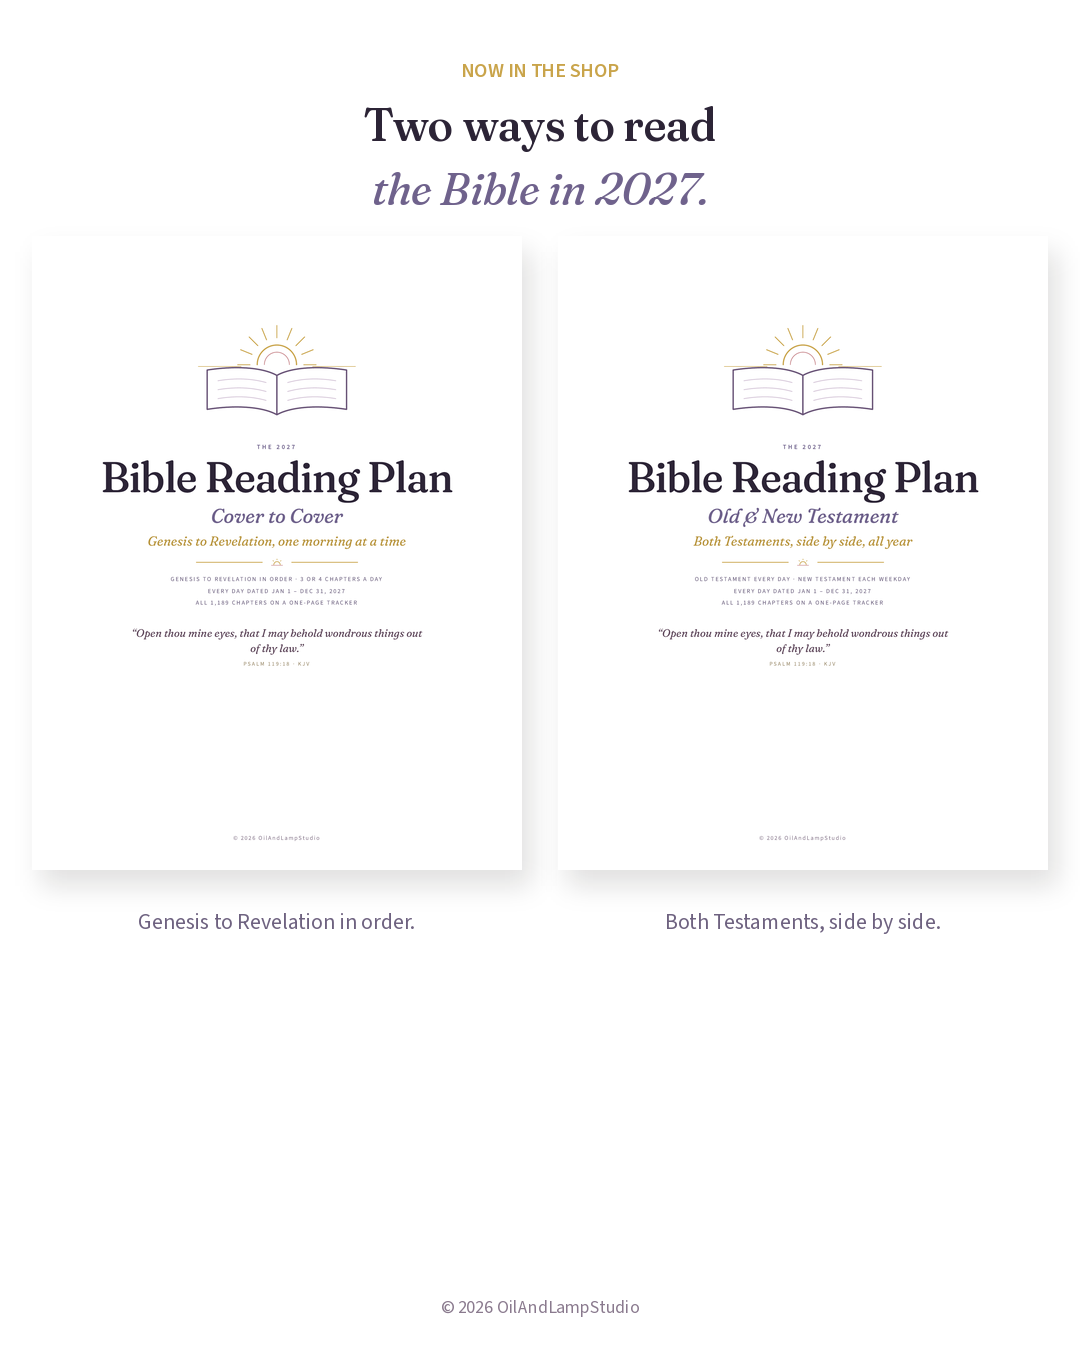 NOW IN THE SHOP
Two ways to read
the Bible in 2027.
THE 2027
Bible Reading Plan
Cover to Cover
Genesis to Revelation, one morning at a time
GENESIS TO REVELATION IN ORDER · 3 OR 4 CHAPTERS A DAY
EVERY DAY DATED JAN 1 – DEC 31, 2027
ALL 1,189 CHAPTERS ON A ONE-PAGE TRACKER
“Open thou mine eyes, that I may behold wondrous things out
of thy law.”
PSALM 119:18 · KJV
© 2026 OilAndLampStudio
Genesis to Revelation in order.
THE 2027
Bible Reading Plan
Old & New Testament
Both Testaments, side by side, all year
OLD TESTAMENT EVERY DAY · NEW TESTAMENT EACH WEEKDAY
EVERY DAY DATED JAN 1 – DEC 31, 2027
ALL 1,189 CHAPTERS ON A ONE-PAGE TRACKER
“Open thou mine eyes, that I may behold wondrous things out
of thy law.”
PSALM 119:18 · KJV
© 2026 OilAndLampStudio
Both Testaments, side by side.
© 2026 OilAndLampStudio